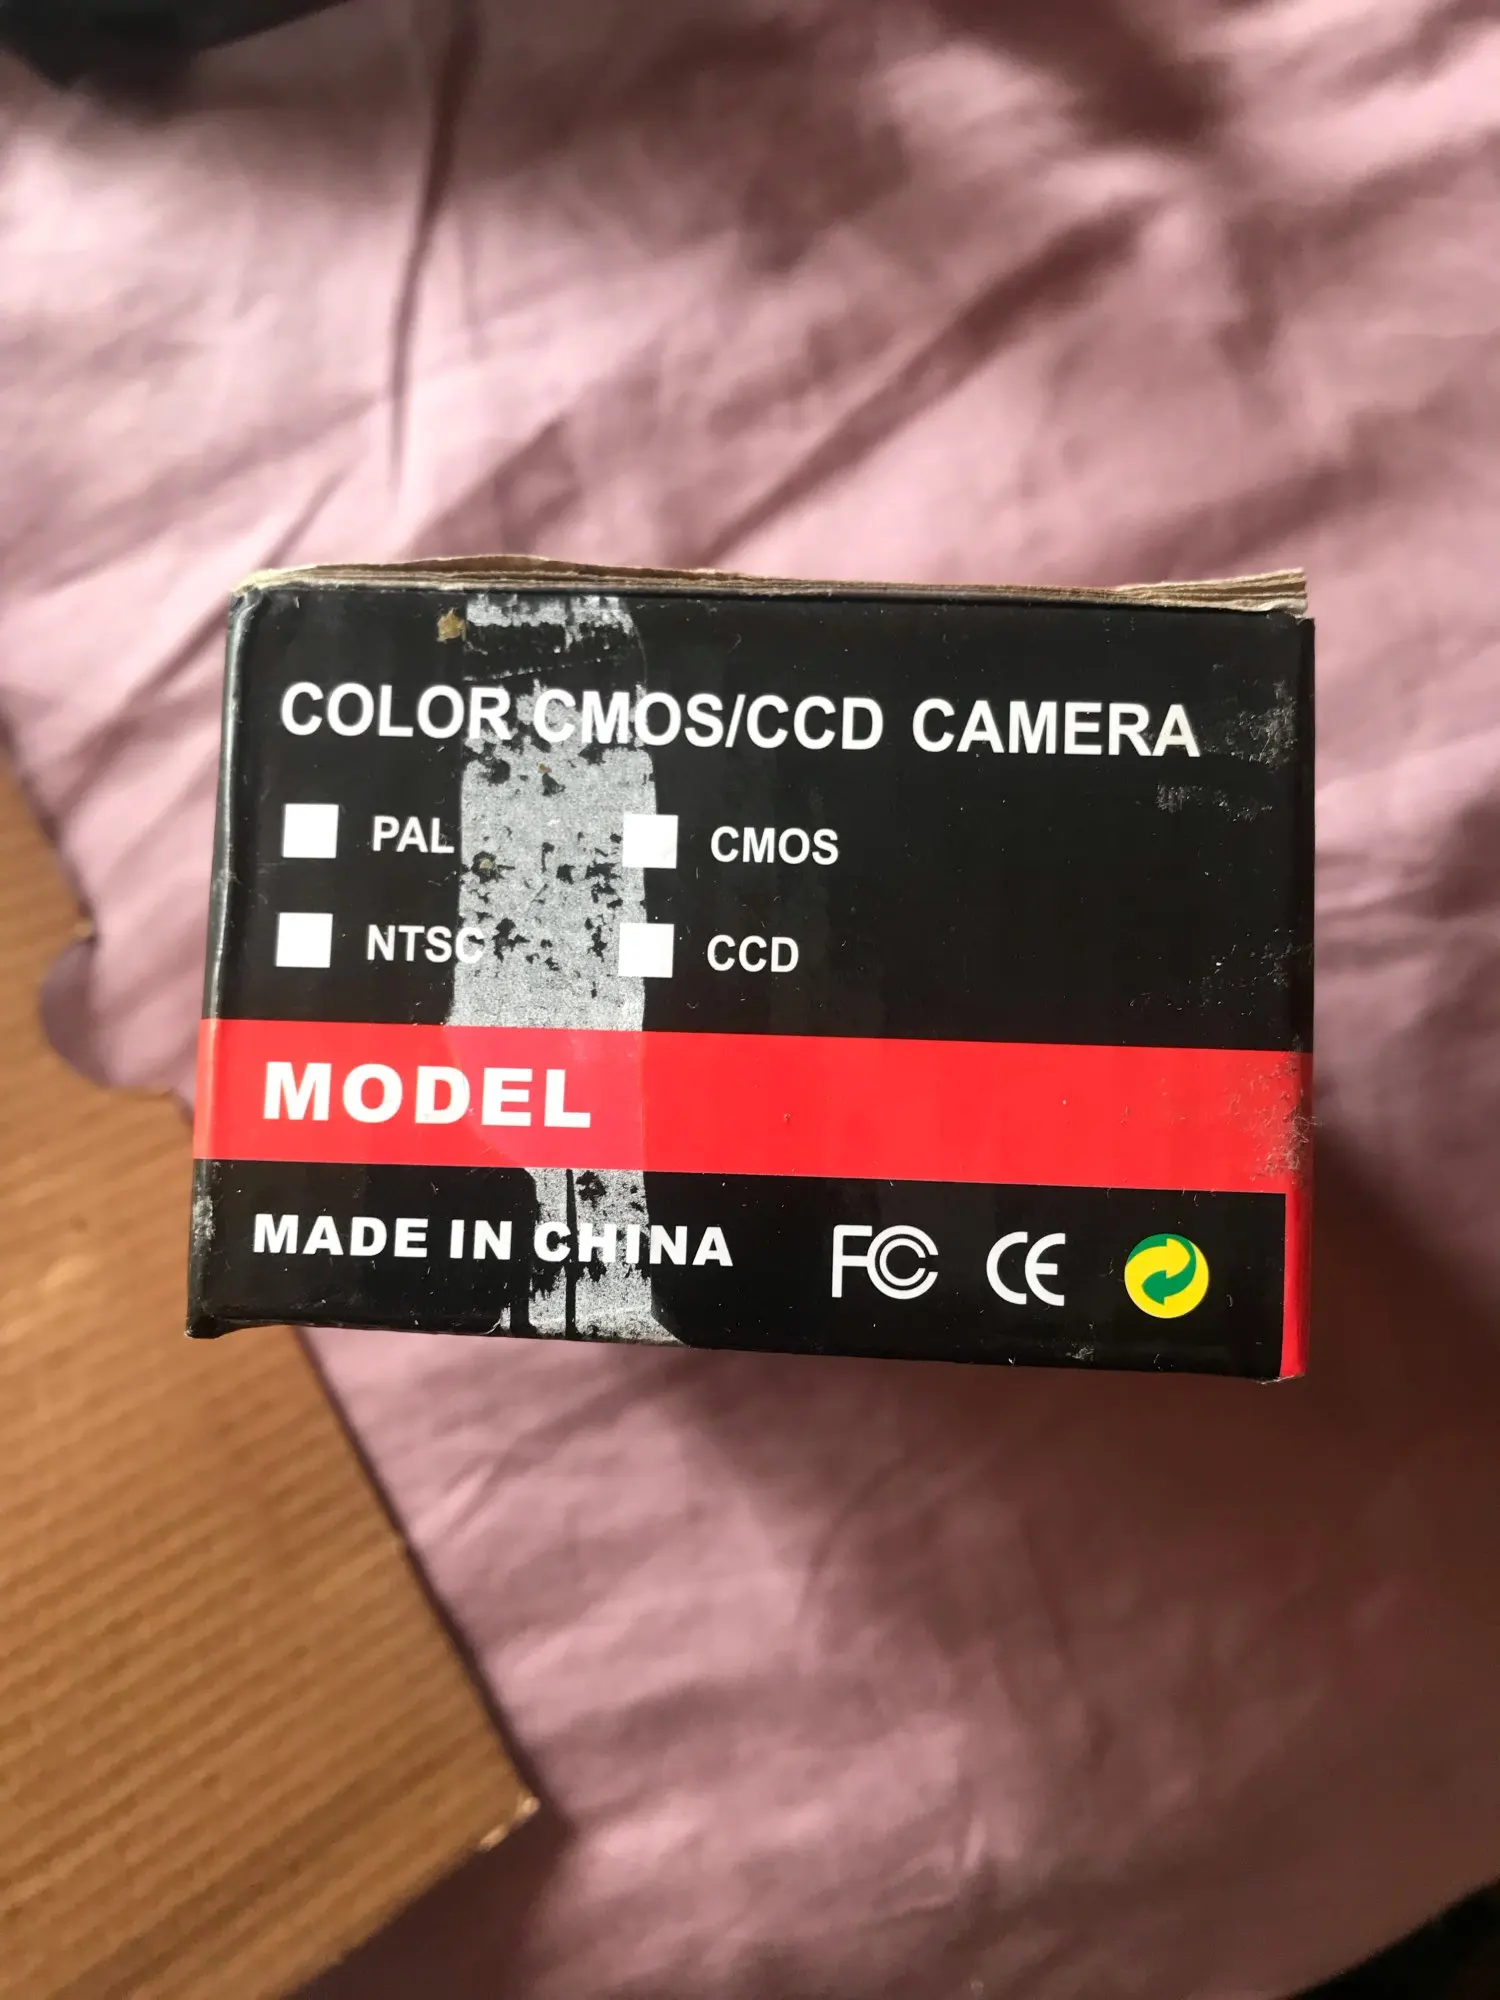 COLOR CMOS/CCD CAMERA
PAL CMOS
NTSC CCD
MODEL
MADE IN CHINA FC CE